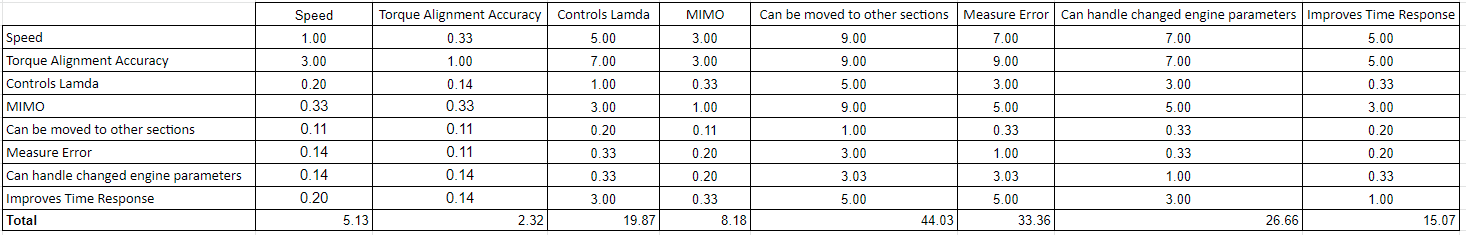 Speed Torque Alignment Accuracy Controls Lamda MIMO Can be moved to other sections Measure Error Can handle changed engine parameters Improves Time Response
Speed 1.00 0.33 5.00 3.00 9.00 7.00 7.00 5.00
Torque Alignment Accuracy 3.00 1.00 7.00 3.00 9.00 9.00 7.00 5.00
Controls Lamda 0.20 0.14 1.00 0.33 5.00 3.00 3.00 0.33
MIMO 0.33 0.33 3.00 1.00 9.00 5.00 5.00 3.00
Can be moved to other sections 0.11 0.11 0.20 0.11 1.00 0.33 0.33 0.20
Measure Error 0.14 0.11 0.33 0.20 3.00 1.00 0.33 0.20
Can handle changed engine parameters 0.14 0.14 0.33 0.20 3.03 3.03 1.00 0.33
Improves Time Response 0.20 0.14 3.00 0.33 5.00 5.00 3.00 1.00
Total 5.13 2.32 19.87 8.18 44.03 33.36 26.66 15.07